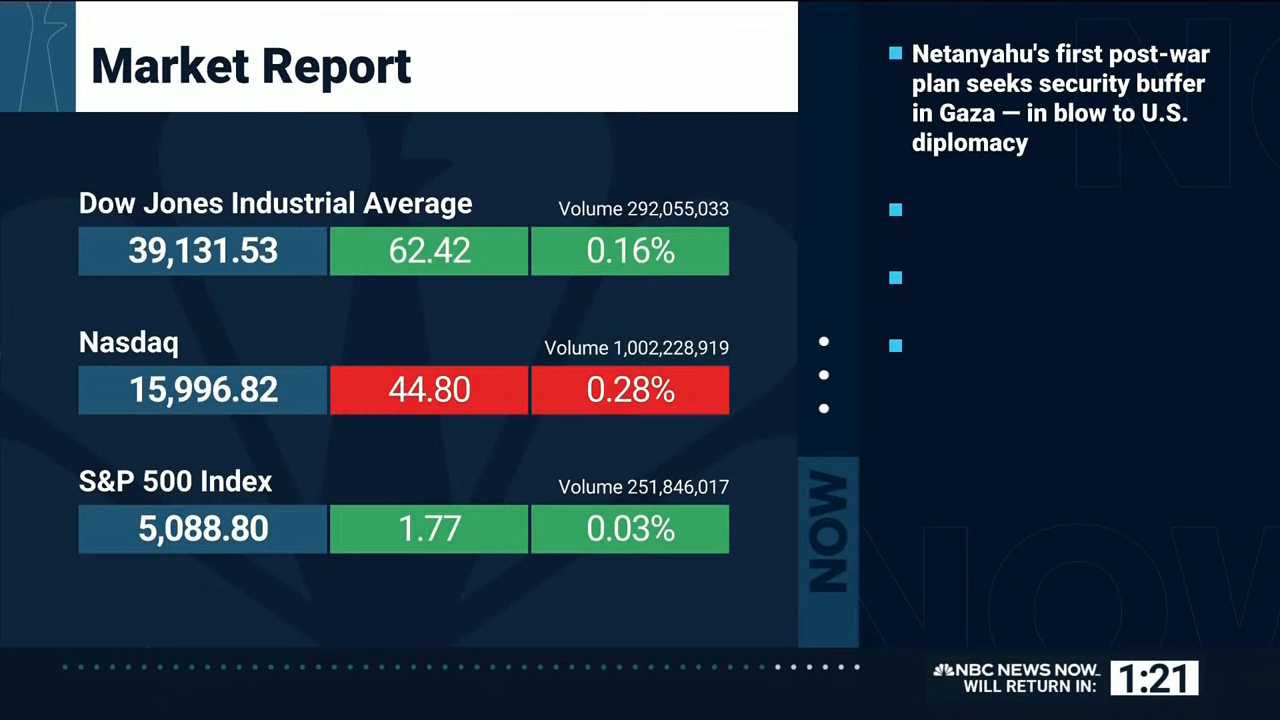 Market Report
Dow Jones Industrial Average
Volume 292,055,033
39,131.53
62.42
0.16%
Nasdaq
Volume 1,002,228,919
15,996.82
44.80
0.28%
S&P 500 Index
Volume 251,846,017
5,088.80
1.77
0.03%
NOW
Netanyahu's first post-war
plan seeks security buffer
in Gaza — in blow to U.S.
diplomacy
NO
NOW
NBC NEWS NOW
WILL RETURN IN:
1:21